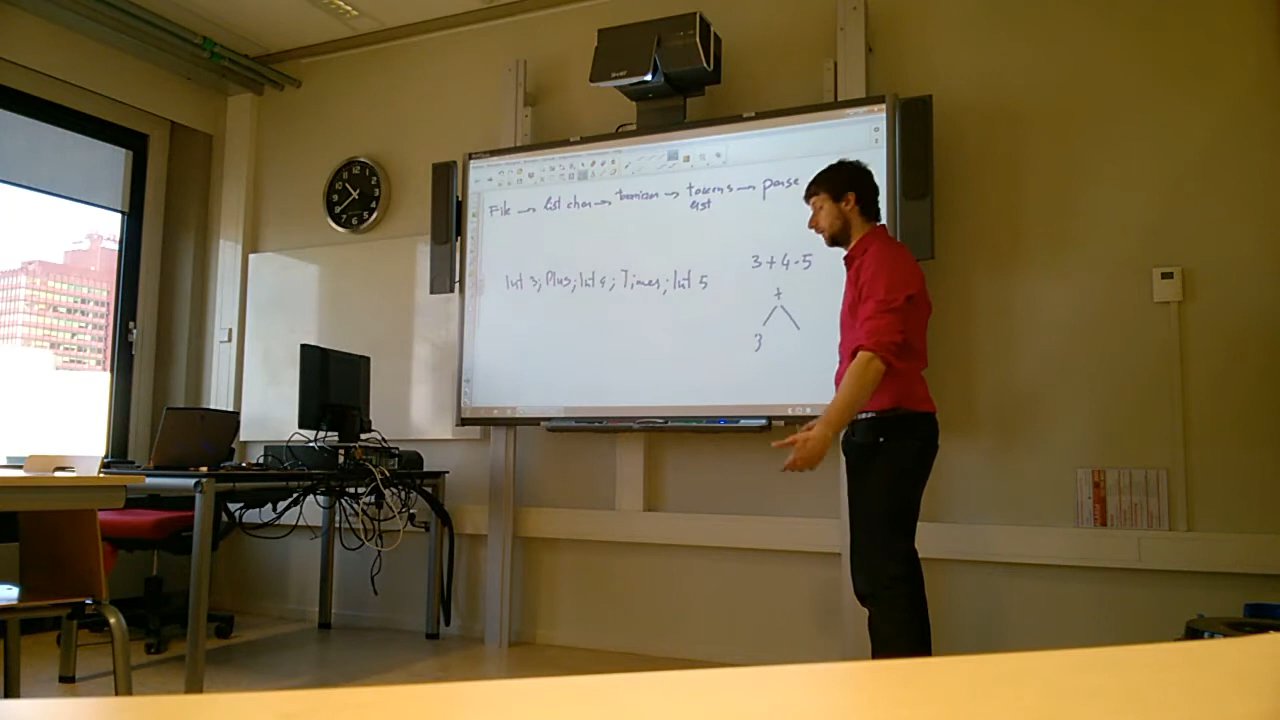 File → list char → tokenizer → tokens → parse
list
Int 3; Plus; Int 4; Times; Int 5
3 + 4 · 5
+
3
12